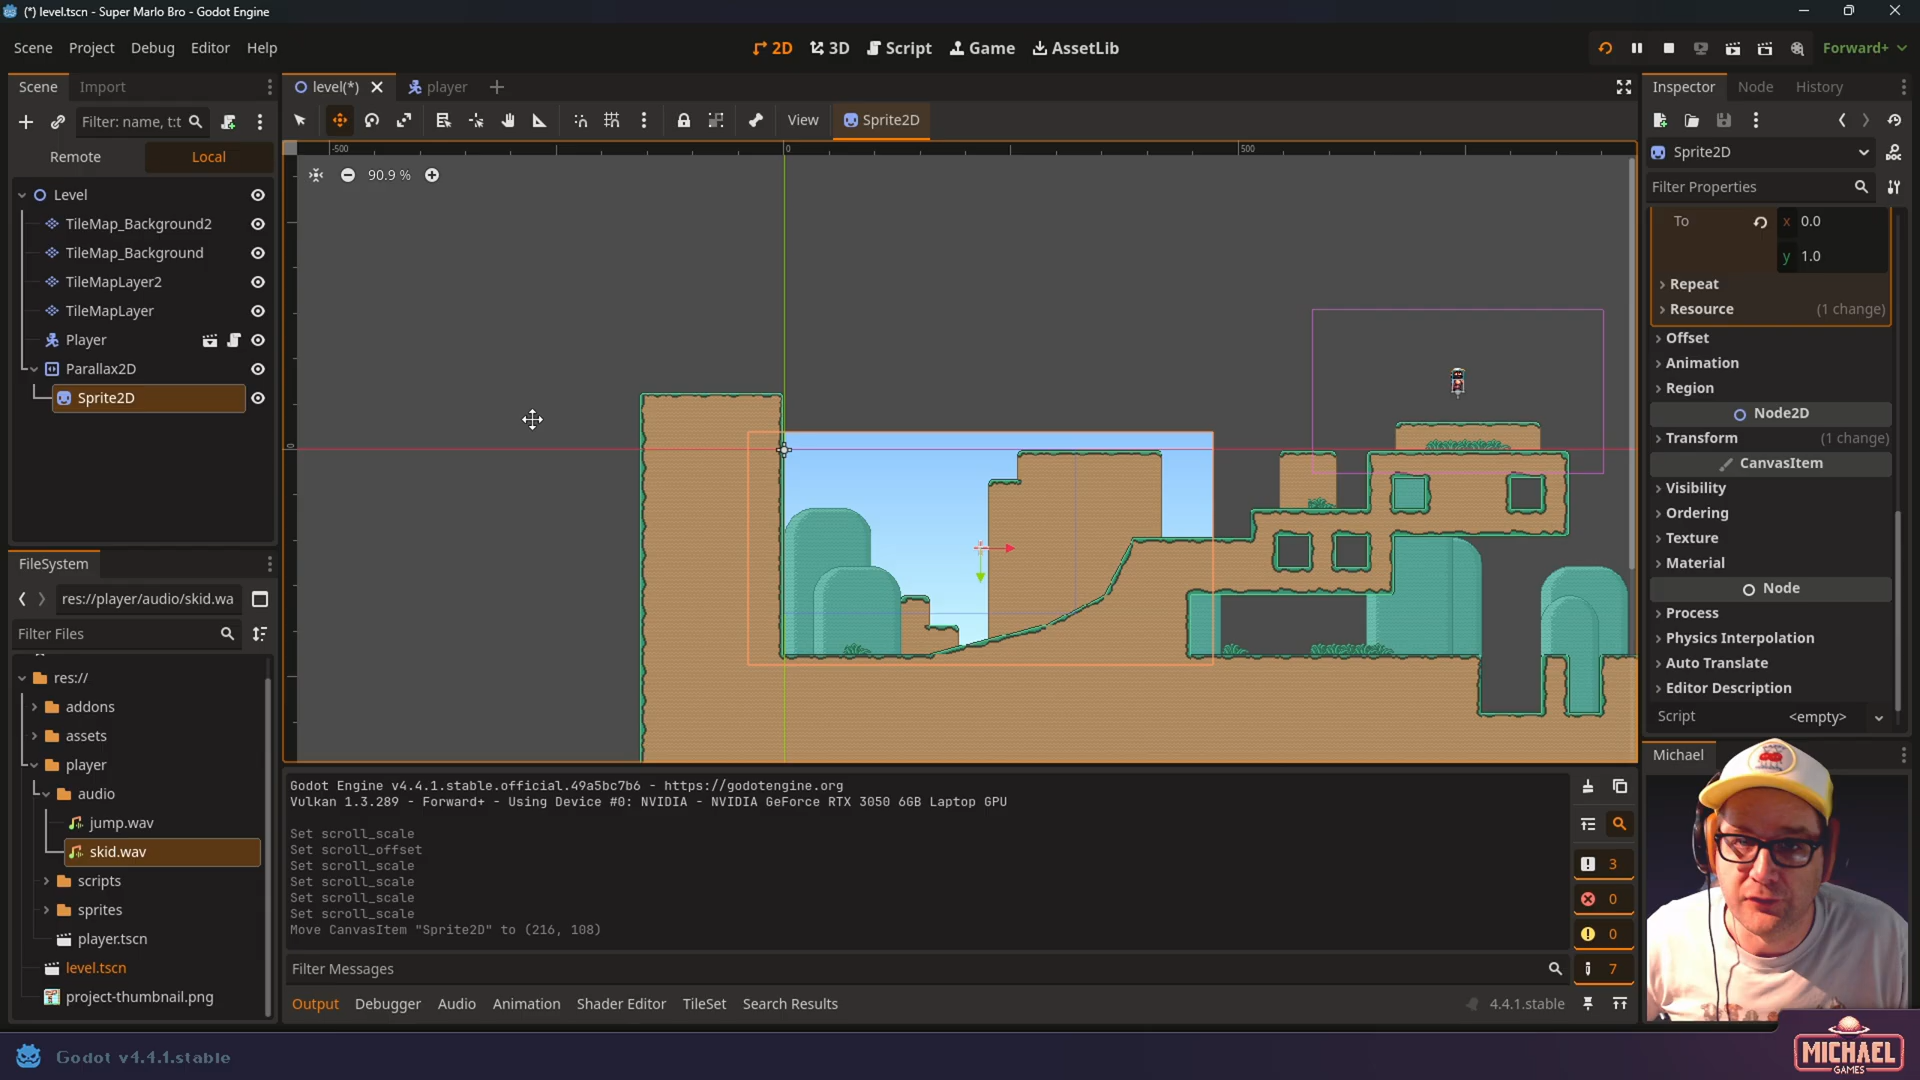 (*) level.tscn - Super Marlo Bro - Godot Engine
Scene Project Debug Editor Help
2D 3D Script Game AssetLib
Forward+
Scene Import
level(*) player
Inspector Node History
Filter: name, t:t
View Sprite2D
Remote Local
-500 0 500
Sprite2D
90.9 %
Filter Properties
Level
TileMap_Background2
TileMap_Background
TileMapLayer2
TileMapLayer
Player
Parallax2D
Sprite2D
To x 0.0
y 1.0
Repeat
Resource (1 change)
Offset
Animation
Region
Node2D
Transform (1 change)
CanvasItem
Visibility
Ordering
Texture
Material
Node
Process
Physics Interpolation
Auto Translate
Editor Description
Script <empty>
0
FileSystem
res://player/audio/skid.wa
Filter Files
res://
addons
assets
player
audio
jump.wav
skid.wav
scripts
sprites
player.tscn
level.tscn
project-thumbnail.png
Godot Engine v4.4.1.stable.official.49a5bc7b6 - https://godotengine.org
Vulkan 1.3.289 - Forward+ - Using Device #0: NVIDIA - NVIDIA GeForce RTX 3050 6GB Laptop GPU
Set scroll_scale
Set scroll_offset
Set scroll_scale
Set scroll_scale
Set scroll_scale
Set scroll_scale
Move CanvasItem "Sprite2D" to (216, 108)
3
0
0
7
Filter Messages
Output Debugger Audio Animation Shader Editor TileSet Search Results
4.4.1.stable
Michael
Godot v4.4.1.stable
MICHAEL
GAMES